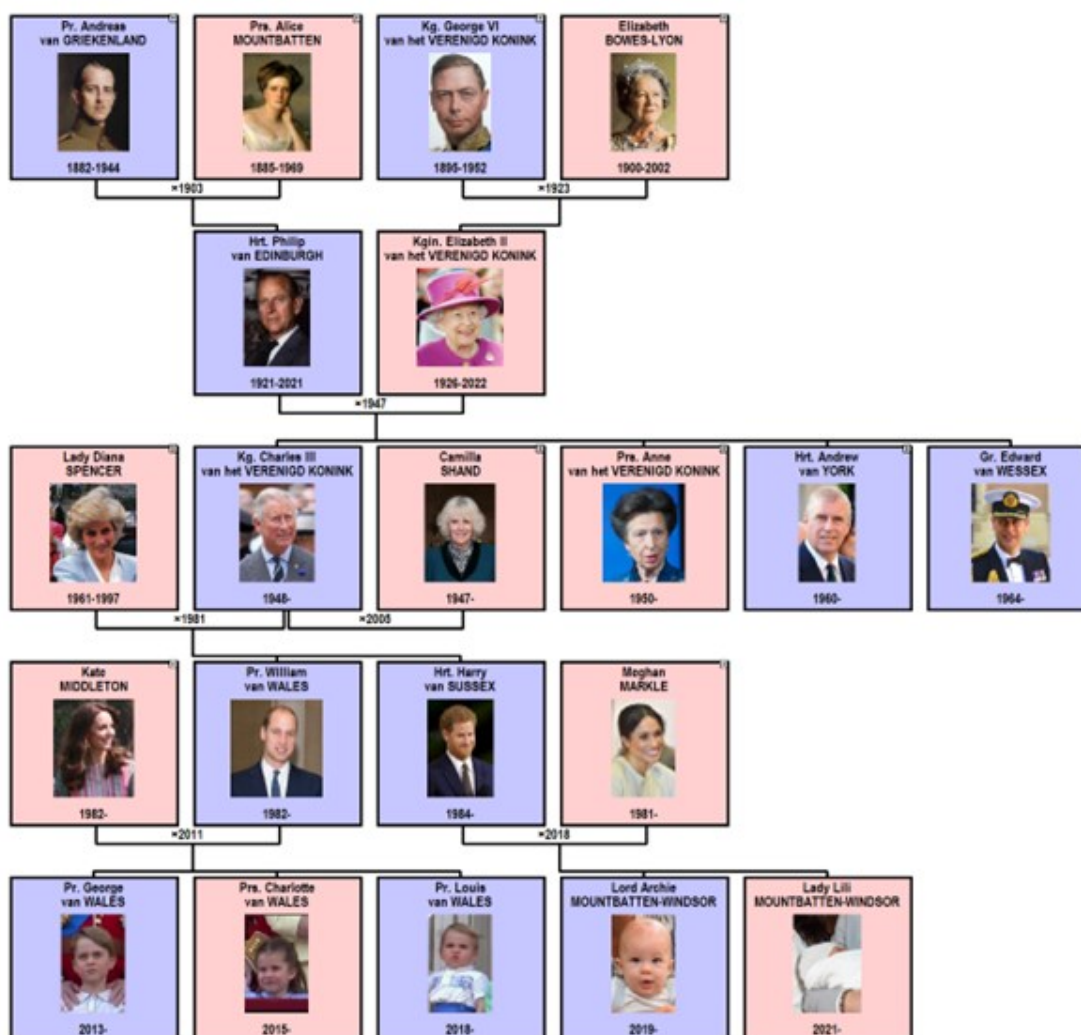 Pr. Andreas
van GRIEKENLAND
1882-1944
Prs. Alice
MOUNTBATTEN
1885-1969
Kg. George VI
van het VERENIGD KONINK
1895-1952
Elizabeth
BOWES-LYON
1900-2002
×1903
×1923
Hrt. Philip
van EDINBURGH
1921-2021
Kgin. Elizabeth II
van het VERENIGD KONINK
1926-2022
×1947
Lady Diana
SPENCER
1961-1997
Kg. Charles III
van het VERENIGD KONINK
1948-
Camilla
SHAND
1947-
Prs. Anne
van het VERENIGD KONINK
1950-
Hrt. Andrew
van YORK
1960-
Gr. Edward
van WESSEX
1964-
×1981
×2005
Kate
MIDDLETON
1982-
Pr. William
van WALES
1982-
Hrt. Harry
van SUSSEX
1984-
Meghan
MARKLE
1981-
×2011
×2018
Pr. George
van WALES
2013-
Prs. Charlotte
van WALES
2015-
Pr. Louis
van WALES
2018-
Lord Archie
MOUNTBATTEN-WINDSOR
2019-
Lady Lili
MOUNTBATTEN-WINDSOR
2021-